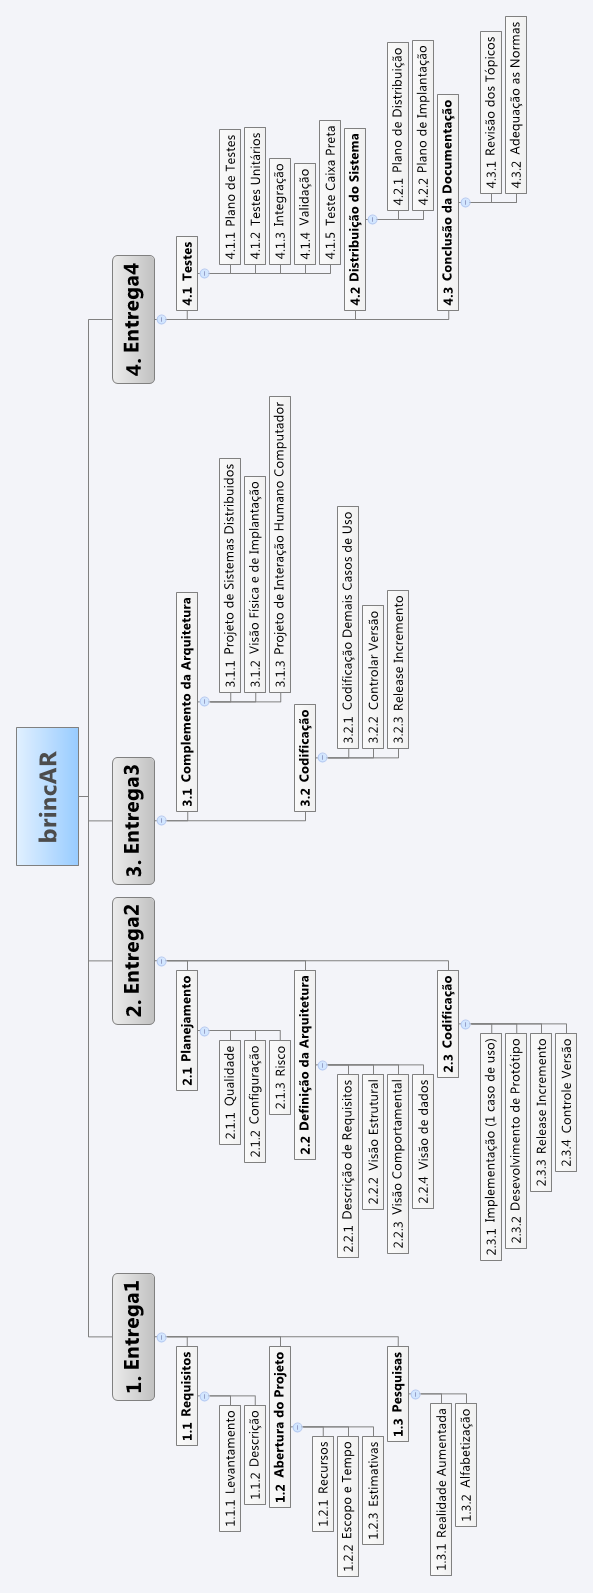 brincAR
1. Entrega1
1.1 Requisitos
1.1.1 Levantamento
1.1.2 Descrição
1.2 Abertura do Projeto
1.2.1 Recursos
1.2.2 Escopo e Tempo
1.2.3 Estimativas
1.3 Pesquisas
1.3.1 Realidade Aumentada
1.3.2 Alfabetização
2. Entrega2
2.1 Planejamento
2.1.1 Qualidade
2.1.2 Configuração
2.1.3 Risco
2.2 Definição da Arquitetura
2.2.1 Descrição de Requisitos
2.2.2 Visão Estrutural
2.2.3 Visão Comportamental
2.2.4 Visão de dados
2.3 Codificação
2.3.1 Implementação (1 caso de uso)
2.3.2 Desevolvimento de Protótipo
2.3.3 Release Incremento
2.3.4 Controle Versão
3. Entrega3
3.1 Complemento da Arquitetura
3.1.1 Projeto de Sistemas Distribuidos
3.1.2 Visão Física e de Implantação
3.1.3 Projeto de Interação Humano Computador
3.2 Codificação
3.2.1 Codificação Demais Casos de Uso
3.2.2 Controlar Versão
3.2.3 Release Incremento
4. Entrega4
4.1 Testes
4.1.1 Plano de Testes
4.1.2 Testes Unitários
4.1.3 Integração
4.1.4 Validação
4.1.5 Teste Caixa Preta
4.2 Distribuição do Sistema
4.2.1 Plano de Distribuição
4.2.2 Plano de Implantação
4.3 Conclusão da Documentação
4.3.1 Revisão dos Tópicos
4.3.2 Adequação as Normas